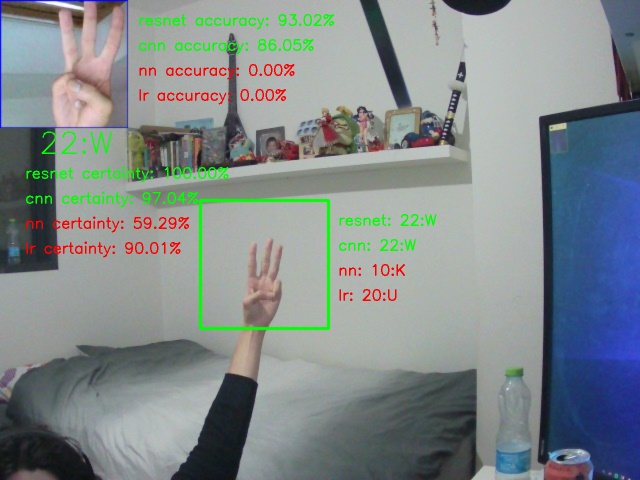 resnet accuracy: 93.02%
cnn accuracy: 86.05%
nn accuracy: 0.00%
lr accuracy: 0.00%
22:W
resnet certainty: 100.00%
cnn certainty: 97.04%
nn certainty: 59.29%
lr certainty: 90.01%
resnet: 22:W
cnn: 22:W
nn: 10:K
lr: 20:U